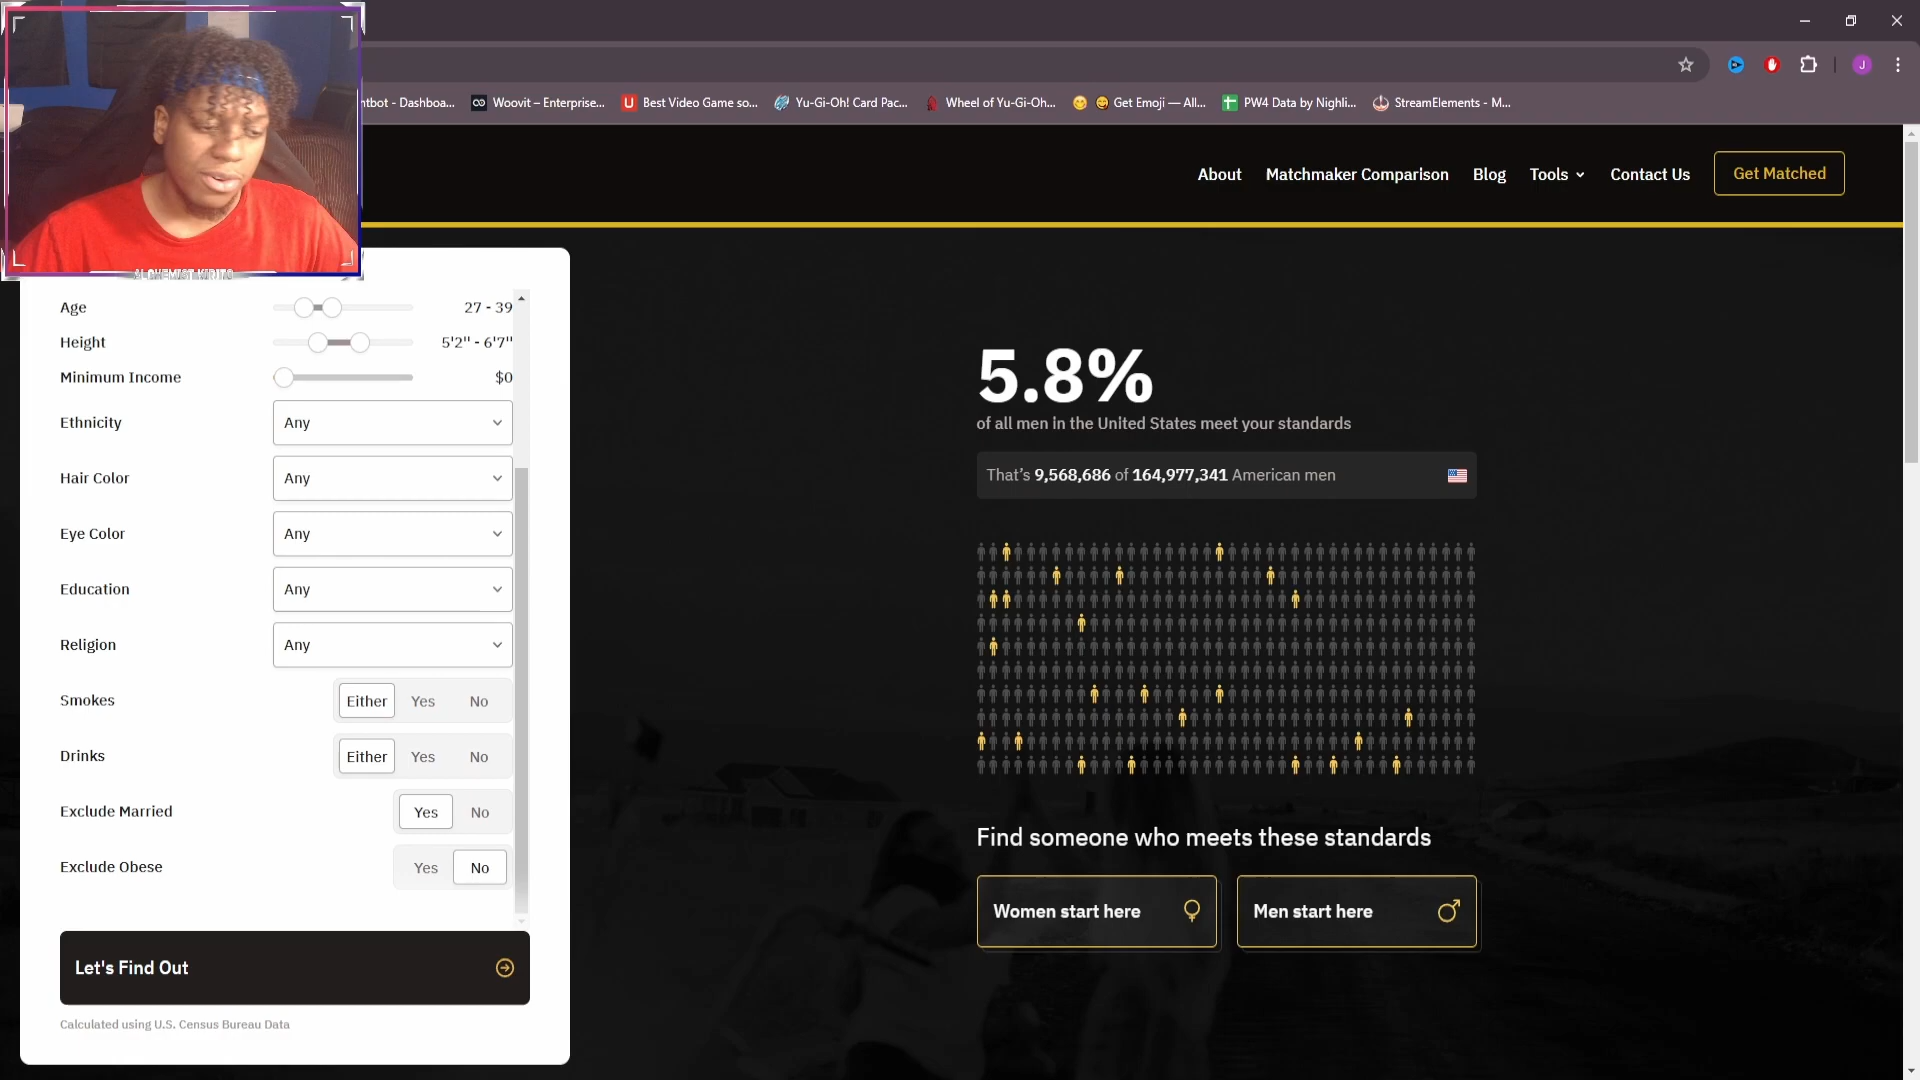 ntbot - Dashboa...
Woovit – Enterprise...
Best Video Game so...
Yu-Gi-Oh! Card Pac...
Wheel of Yu-Gi-Oh...
Get Emoji — All...
PW4 Data by Nighli...
StreamElements - M...
J
About
Matchmaker Comparison
Blog
Tools
Contact Us
Get Matched
ALCHEMIST KIRITO
Age 27 - 39
Height 5'2" - 6'7"
Minimum Income $0
Ethnicity Any
Hair Color Any
Eye Color Any
Education Any
Religion Any
Smokes Either Yes No
Drinks Either Yes No
Exclude Married Yes No
Exclude Obese Yes No
Let's Find Out
Calculated using U.S. Census Bureau Data
5.8%
of all men in the United States meet your standards
That's 9,568,686 of 164,977,341 American men
Find someone who meets these standards
Women start here
Men start here